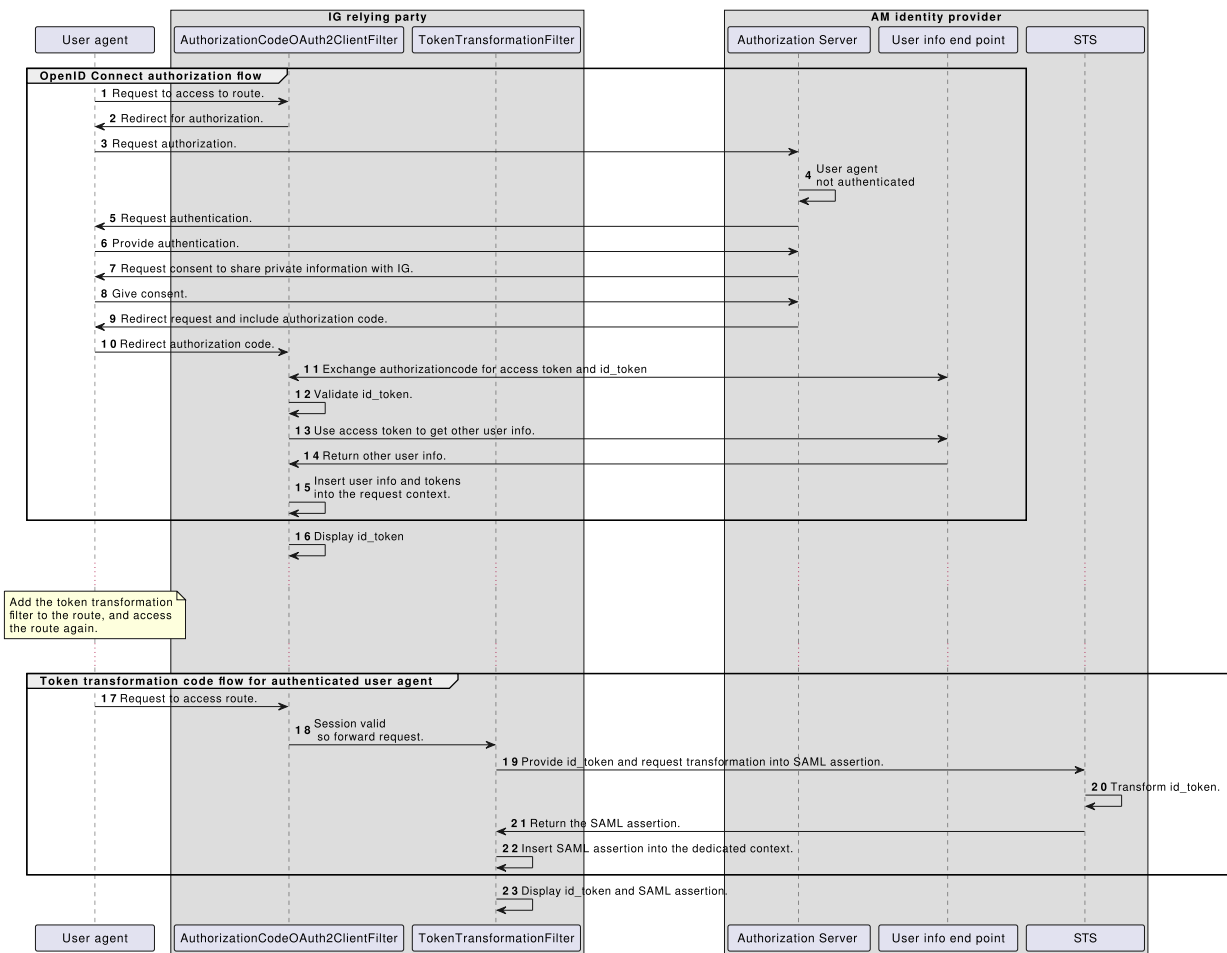 IG relying party
AM identity provider
User agent
AuthorizationCodeOAuth2ClientFilter
TokenTransformationFilter
Authorization Server
User info end point
STS
OpenID Connect authorization flow
1 Request to access to route.
2 Redirect for authorization.
3 Request authorization.
4 User agent
not authenticated
5 Request authentication.
6 Provide authentication.
7 Request consent to share private information with IG.
8 Give consent.
9 Redirect request and include authorization code.
10 Redirect authorization code.
11 Exchange authorizationcode for access token and id_token
12 Validate id_token.
13 Use access token to get other user info.
14 Return other user info.
15 Insert user info and tokens
into the request context.
16 Display id_token
Add the token transformation
filter to the route, and access
the route again.
Token transformation code flow for authenticated user agent
17 Request to access route.
18 Session valid
so forward request.
19 Provide id_token and request transformation into SAML assertion.
20 Transform id_token.
21 Return the SAML assertion.
22 Insert SAML assertion into the dedicated context.
23 Display id_token and SAML assertion.
User agent
AuthorizationCodeOAuth2ClientFilter
TokenTransformationFilter
Authorization Server
User info end point
STS